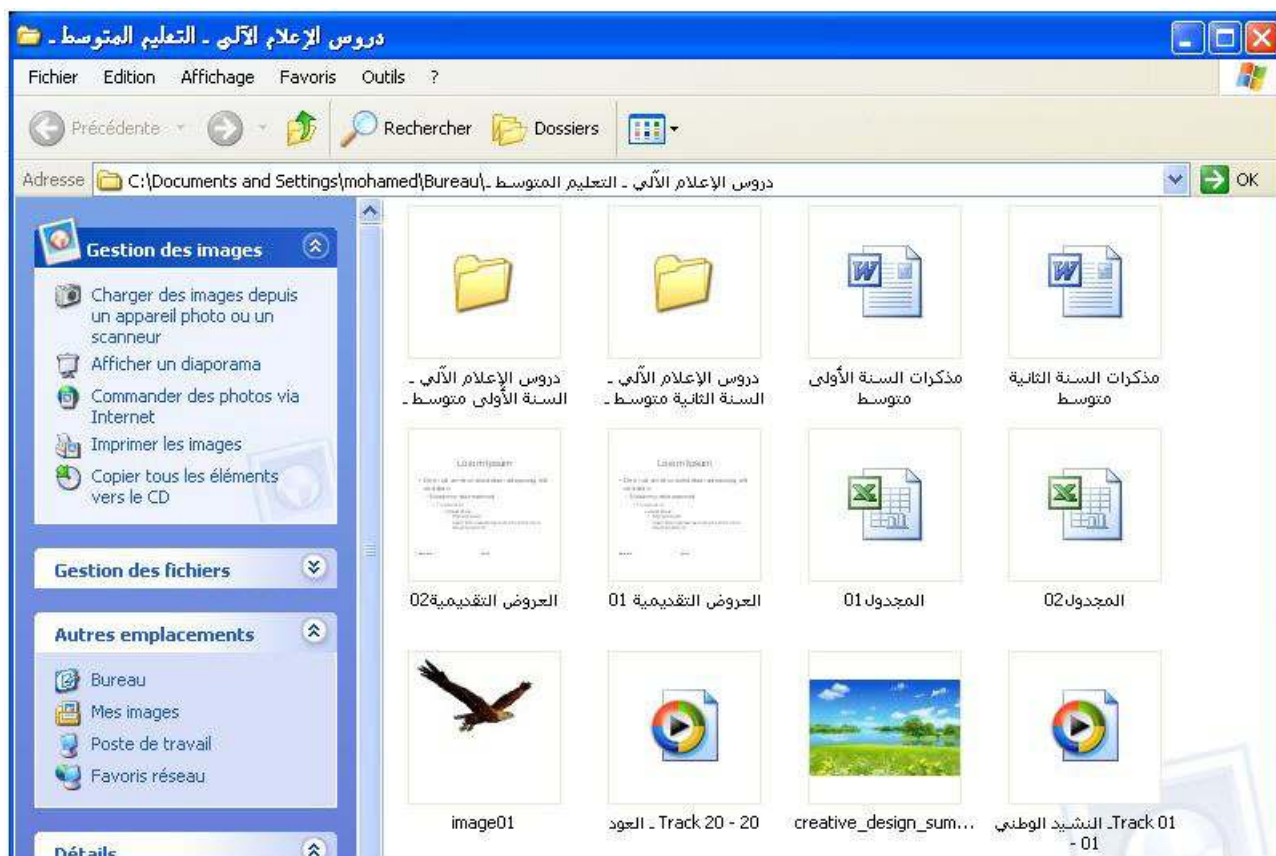 دروس الإعلام الآلي ـ التعليم المتوسط ـ
Fichier Edition Affichage Favoris Outils ?
Précédente Rechercher Dossiers
Adresse C:\Documents and Settings\mohamed\Bureau\دروس الإعلام الآلي ـ التعليم المتوسط ـ OK
Gestion des images
Charger des images depuis
un appareil photo ou un
scanneur
Afficher un diaporama
Commander des photos via
Internet
Imprimer les images
Copier tous les éléments
vers le CD
Gestion des fichiers
Autres emplacements
Bureau
Mes images
Poste de travail
Favoris réseau
Détails
دروس الإعلام الآلي ـ
السنة الأولى متوسط ـ
دروس الإعلام الآلي ـ
السنة الثانية متوسط ـ
مذكرات السنة الأولى
متوسط
مذكرات السنة الثانية
متوسط
Lorem Ipsum
Lorem Ipsum
العروض التقديمية02
العروض التقديمية 01
المجدول01
المجدول02
image01
20 - Track 20 ـ العود
creative_design_sum...
Track 01ـ النشيد الوطني
- 01